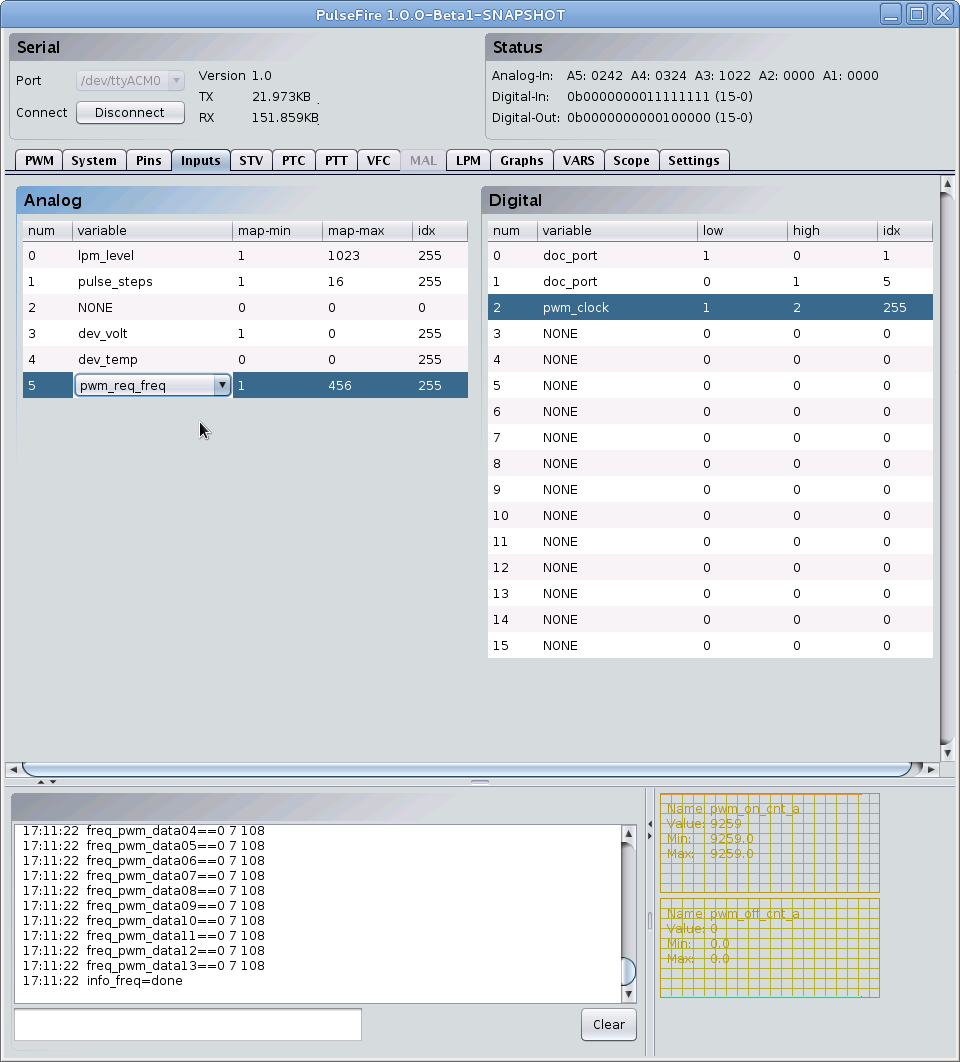 PulseFire 1.0.0-Beta1-SNAPSHOT
Serial
Port /dev/ttyACM0
Connect Disconnect
Version 1.0
TX 21.973KB
RX 151.859KB
Status
Analog-In: A5: 0242 A4: 0324 A3: 1022 A2: 0000 A1: 0000
Digital-In: 0b0000000011111111 (15-0)
Digital-Out: 0b0000000000100000 (15-0)
PWM System Pins Inputs STV PTC PTT VFC MAL LPM Graphs VARS Scope Settings
Analog
num variable map-min map-max idx
0 lpm_level 1 1023 255
1 pulse_steps 1 16 255
2 NONE 0 0 0
3 dev_volt 1 0 255
4 dev_temp 0 0 255
5 pwm_req_freq 1 456 255
Digital
num variable low high idx
0 doc_port 1 0 1
1 doc_port 0 1 5
2 pwm_clock 1 2 255
3 NONE 0 0 0
4 NONE 0 0 0
5 NONE 0 0 0
6 NONE 0 0 0
7 NONE 0 0 0
8 NONE 0 0 0
9 NONE 0 0 0
10 NONE 0 0 0
11 NONE 0 0 0
12 NONE 0 0 0
13 NONE 0 0 0
14 NONE 0 0 0
15 NONE 0 0 0
17:11:22 freq_pwm_data04==0 7 108
17:11:22 freq_pwm_data05==0 7 108
17:11:22 freq_pwm_data06==0 7 108
17:11:22 freq_pwm_data07==0 7 108
17:11:22 freq_pwm_data08==0 7 108
17:11:22 freq_pwm_data09==0 7 108
17:11:22 freq_pwm_data10==0 7 108
17:11:22 freq_pwm_data11==0 7 108
17:11:22 freq_pwm_data12==0 7 108
17:11:22 freq_pwm_data13==0 7 108
17:11:22 info_freq=done
Clear
Name: pwm_on_cnt_a
Value: 9259
Min: 9259.0
Max: 9259.0
Name: pwm_off_cnt_a
Value: 0
Min: 0.0
Max: 0.0